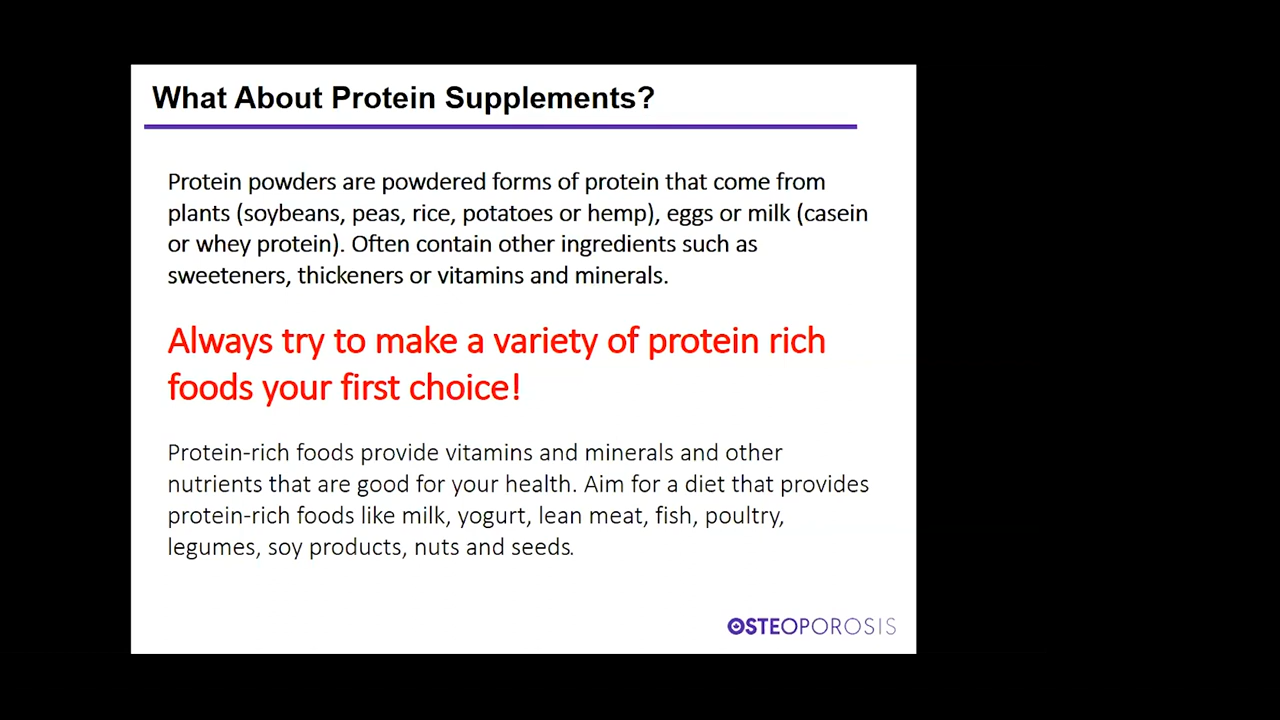 What About Protein Supplements?
Protein powders are powdered forms of protein that come from
plants (soybeans, peas, rice, potatoes or hemp), eggs or milk (casein
or whey protein). Often contain other ingredients such as
sweeteners, thickeners or vitamins and minerals.
Always try to make a variety of protein rich
foods your first choice!
Protein-rich foods provide vitamins and minerals and other
nutrients that are good for your health. Aim for a diet that provides
protein-rich foods like milk, yogurt, lean meat, fish, poultry,
legumes, soy products, nuts and seeds.
OSTEOPOROSIS